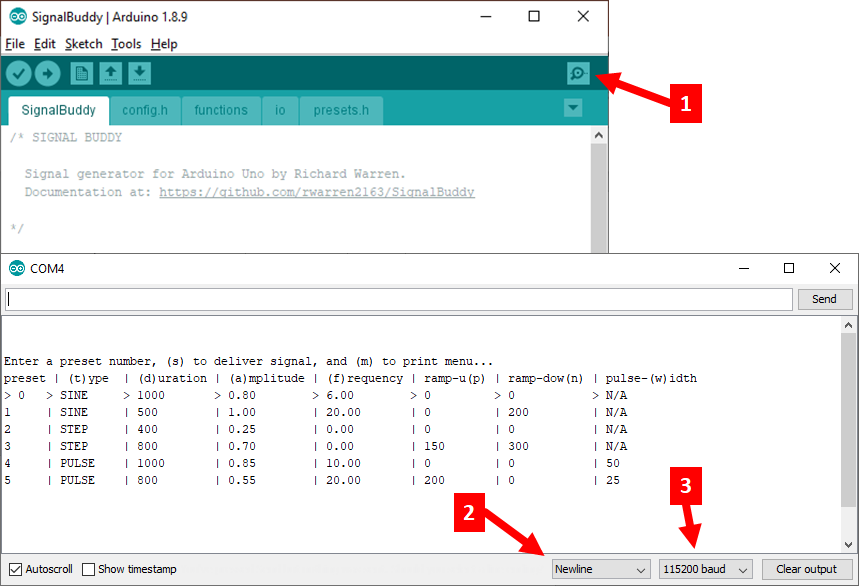 SignalBuddy | Arduino 1.8.9
File Edit Sketch Tools Help
1
SignalBuddy config.h functions io presets.h
/* SIGNAL BUDDY
Signal generator for Arduino Uno by Richard Warren.
Documentation at: https://github.com/rwarren2163/SignalBuddy
*/
COM4
Send
Enter a preset number, (s) to deliver signal, and (m) to print menu...
preset | (t)ype | (d)uration | (a)mplitude | (f)requency | ramp-u(p) | ramp-dow(n) | pulse-(w)idth
> 0 > SINE > 1000 > 0.80 > 6.00 > 0 > 0 > N/A
1 | SINE | 500 | 1.00 | 20.00 | 0 | 200 | N/A
2 | STEP | 400 | 0.25 | 0.00 | 0 | 0 | N/A
3 | STEP | 800 | 0.70 | 0.00 | 150 | 300 | N/A
4 | PULSE | 1000 | 0.85 | 10.00 | 0 | 0 | 50
5 | PULSE | 800 | 0.55 | 20.00 | 200 | 0 | 25
2
3
Autoscroll Show timestamp Newline 115200 baud Clear output